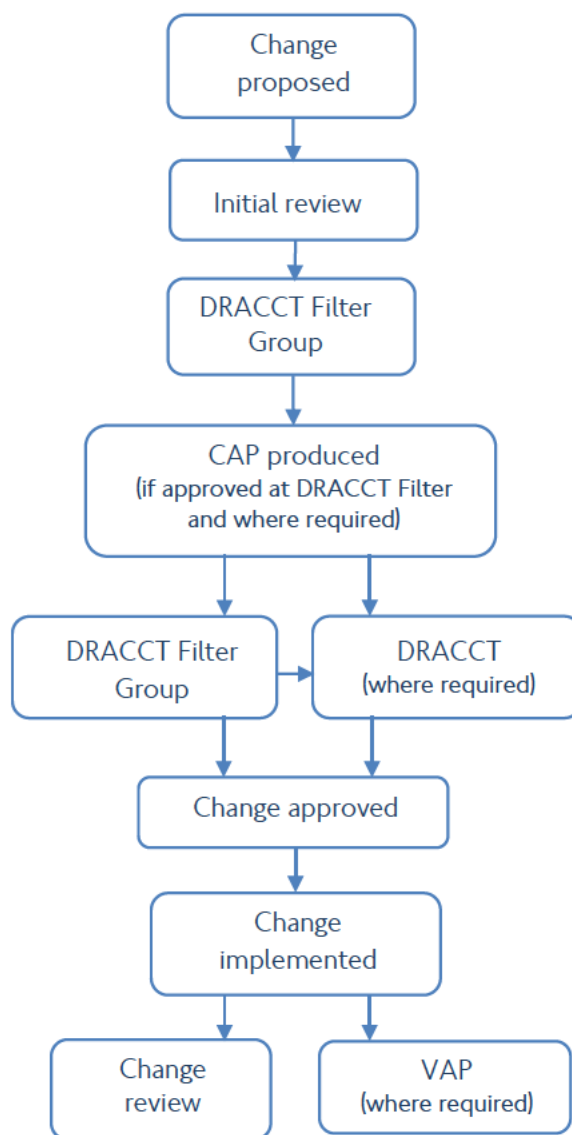 Change
proposed
Initial review
DRACCT Filter
Group
CAP produced
(if approved at DRACCT Filter
and where required)
DRACCT Filter
Group
DRACCT
(where required)
Change approved
Change
implemented
Change
review
VAP
(where required)